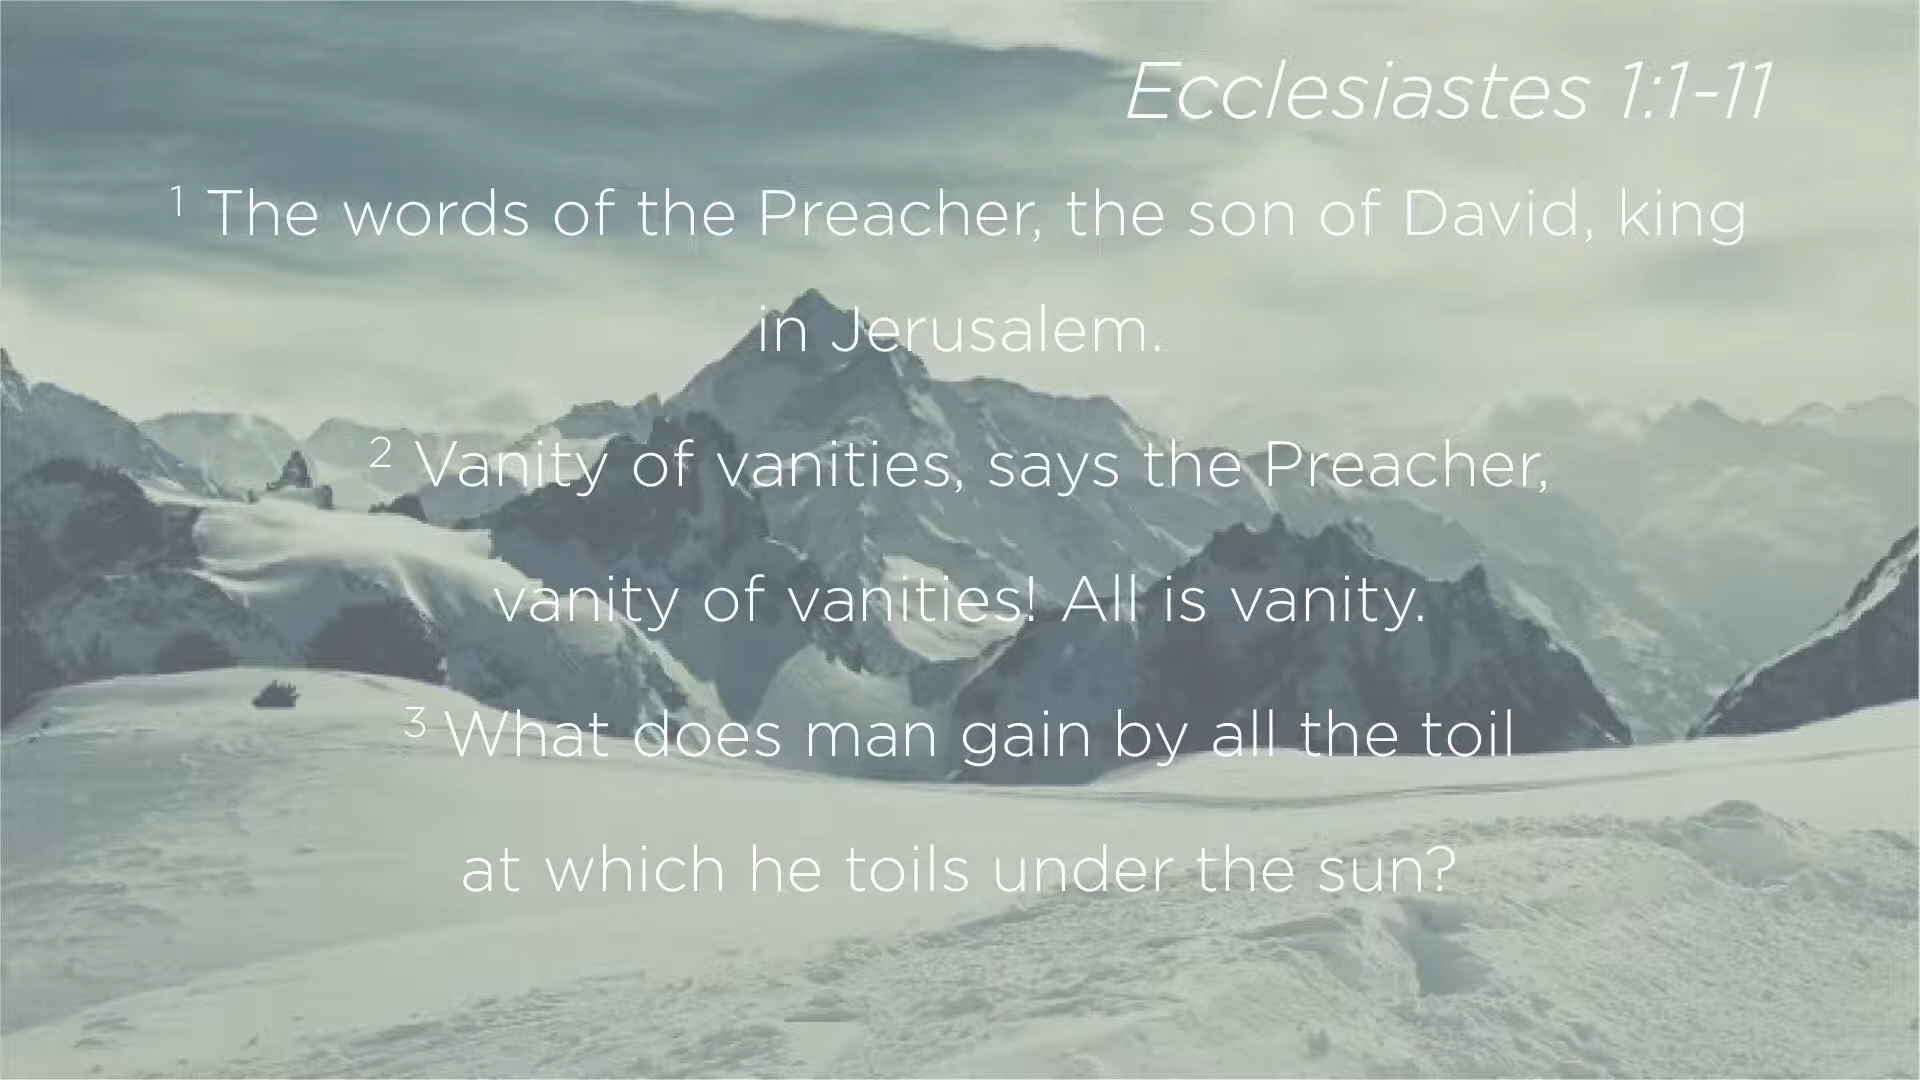 Ecclesiastes 1:1-11
1 The words of the Preacher, the son of David, king
in Jerusalem.
2 Vanity of vanities, says the Preacher,
vanity of vanities! All is vanity.
3 What does man gain by all the toil
at which he toils under the sun?